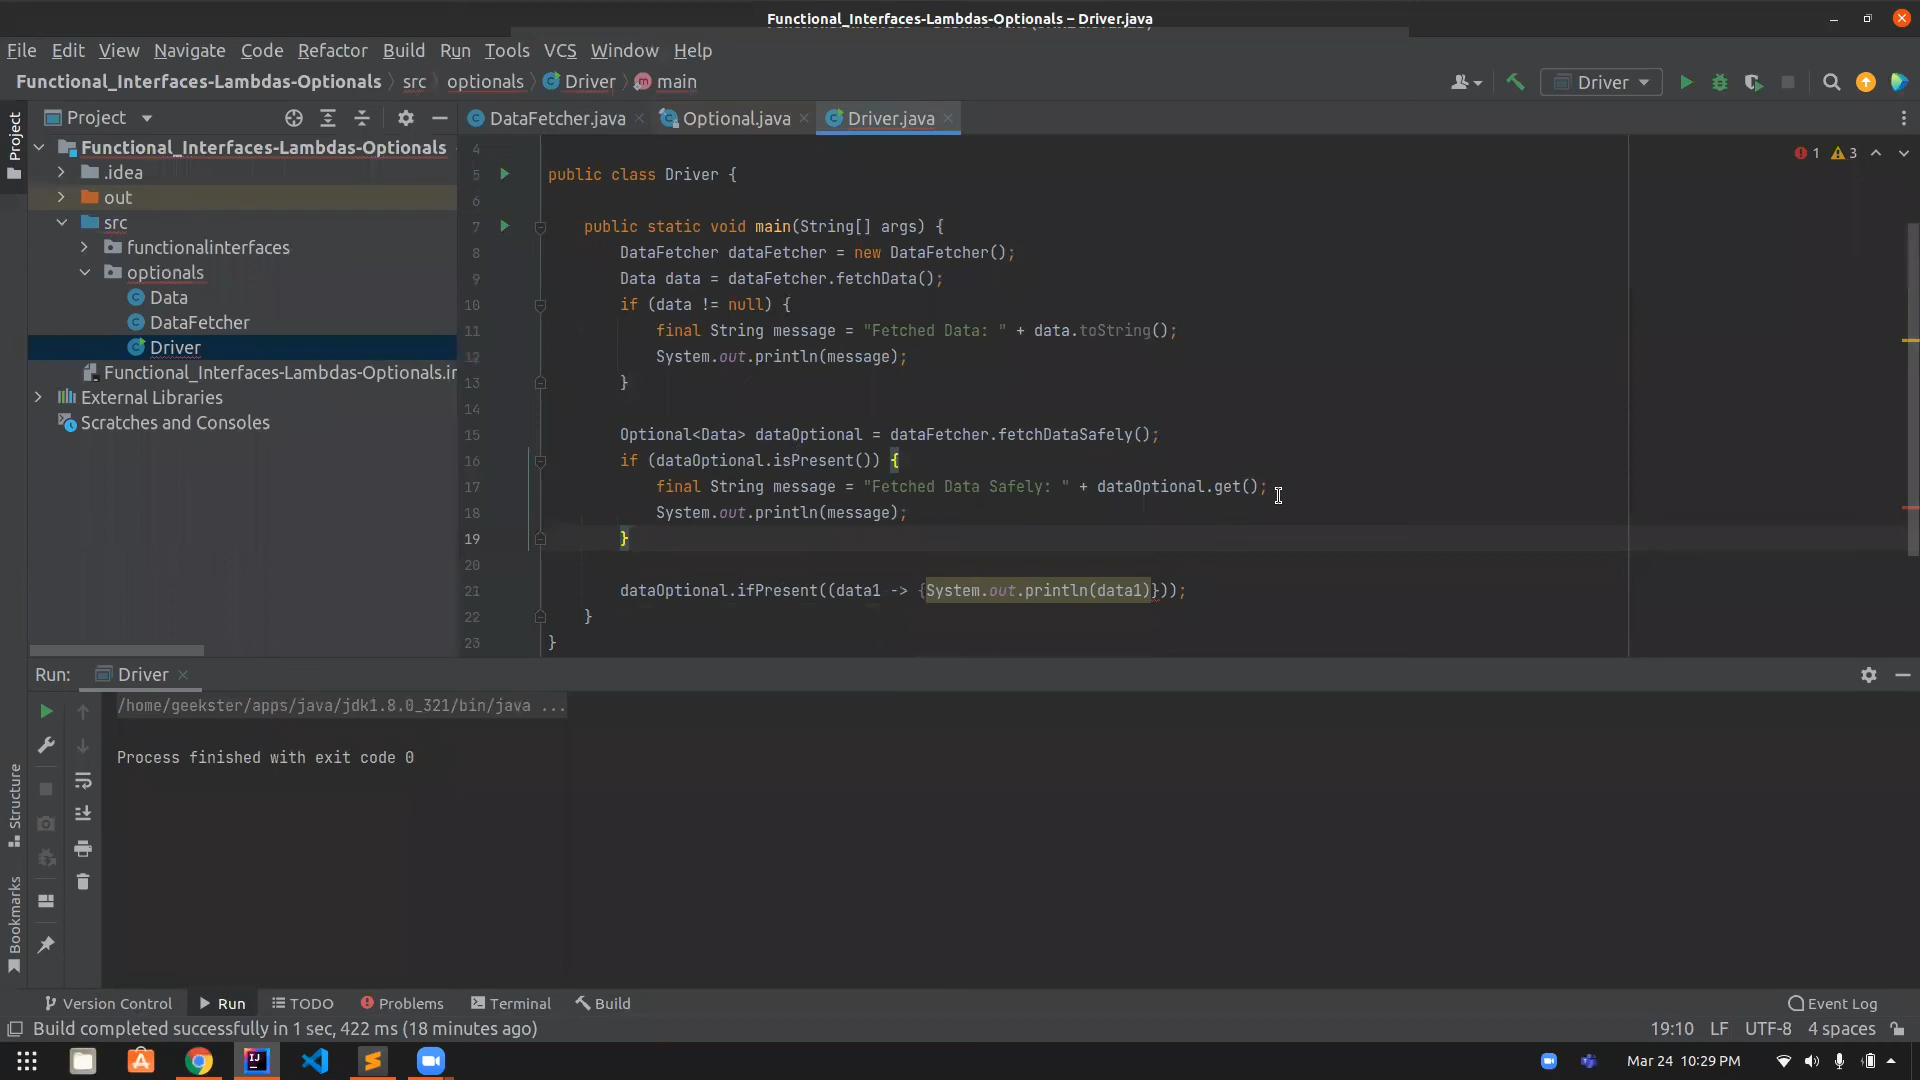 Functional_Interfaces-Lambdas-Optionals – Driver.java
File Edit View Navigate Code Refactor Build Run Tools VCS Window Help
Functional_Interfaces-Lambdas-Optionals src optionals Driver main
Driver
Project
DataFetcher.java
Optional.java
Driver.java
Project
Functional_Interfaces-Lambdas-Optionals
.idea
out
src
functionalinterfaces
optionals
Data
DataFetcher
Driver
Functional_Interfaces-Lambdas-Optionals.ir
External Libraries
Scratches and Consoles
1 3
4
5 public class Driver {
6
7 public static void main(String[] args) {
8 DataFetcher dataFetcher = new DataFetcher();
9 Data data = dataFetcher.fetchData();
10 if (data != null) {
11 final String message = "Fetched Data: " + data.toString();
12 System.out.println(message);
13 }
14
15 Optional<Data> dataOptional = dataFetcher.fetchDataSafely();
16 if (dataOptional.isPresent()) {
17 final String message = "Fetched Data Safely: " + dataOptional.get();
18 System.out.println(message);
19 }
20
21 dataOptional.ifPresent((data1 -> {System.out.println(data1)}));
22 }
23 }
Run: Driver
/home/geekster/apps/java/jdk1.8.0_321/bin/java ...
Process finished with exit code 0
Structure
Bookmarks
Version Control Run TODO Problems Terminal Build Event Log
Build completed successfully in 1 sec, 422 ms (18 minutes ago) 19:10 LF UTF-8 4 spaces
Mar 24 10:29 PM